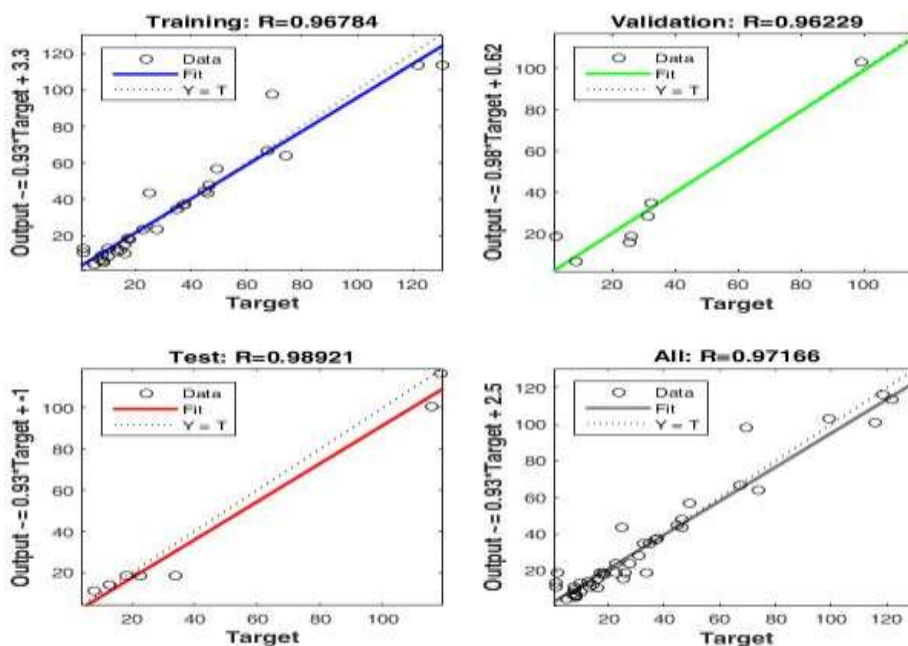 Training: R=0.96784
Output ~= 0.93*Target + 3.3
120
100
80
60
40
20
Data
Fit
Y = T
20 40 60 80 100 120
Target
Validation: R=0.96229
Output ~= 0.98*Target + 0.62
100
80
60
40
20
Data
Fit
Y = T
20 40 60 80 100
Target
Test: R=0.98921
Output ~= 0.93*Target + -1
100
80
60
40
20
Data
Fit
Y = T
20 40 60 80 100
Target
All: R=0.97166
Output ~= 0.93*Target + 2.5
120
100
80
60
40
20
Data
Fit
Y = T
20 40 60 80 100 120
Target